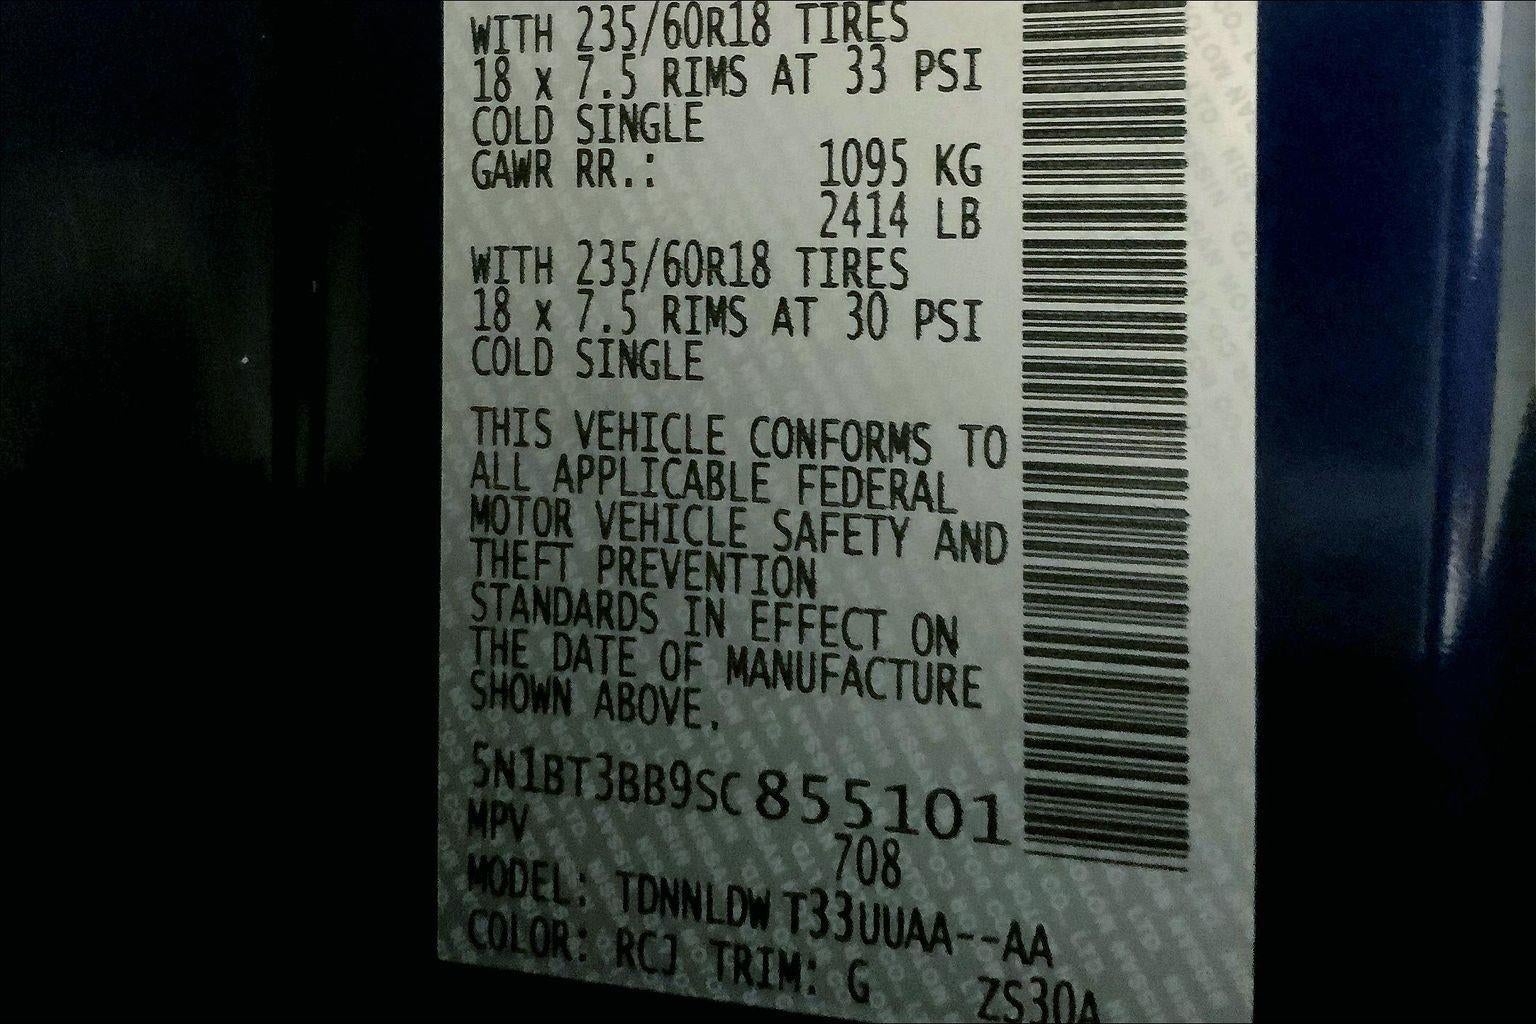 WITH 235/60R18 TIRES
18 x 7.5 RIMS AT 33 PSI
COLD SINGLE
GAWR RR.: 1095 KG
2414 LB
WITH 235/60R18 TIRES
18 x 7.5 RIMS AT 30 PSI
COLD SINGLE
THIS VEHICLE CONFORMS TO
ALL APPLICABLE FEDERAL
MOTOR VEHICLE SAFETY AND
THEFT PREVENTION
STANDARDS IN EFFECT ON
THE DATE OF MANUFACTURE
SHOWN ABOVE.
5N1BT3BB9SC855101
MPV 708
MODEL: TDNNLDW T33UUAA--AA
COLOR: RCJ TRIM: G ZS30A